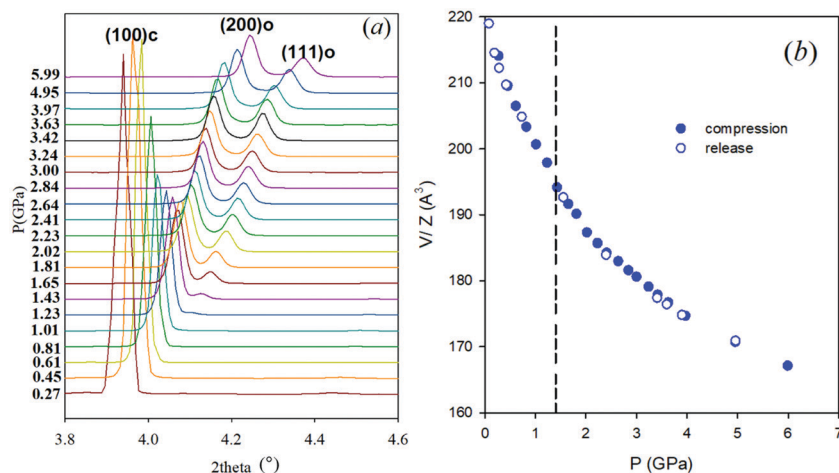 (a)
(100)c
(200)o
(111)o
5.99
4.95
3.97
3.63
3.42
3.24
3.00
2.84
2.64
2.41
2.23
2.02
1.81
1.65
1.43
1.23
1.01
0.81
0.61
0.45
0.27
P(GPa)
3.8 4.0 4.2 4.4 4.6
2theta (°)
(b)
220
210
200
190
180
170
160
V/ Z (A³)
compression
release
0 1 2 3 4 5 6 7
P (GPa)